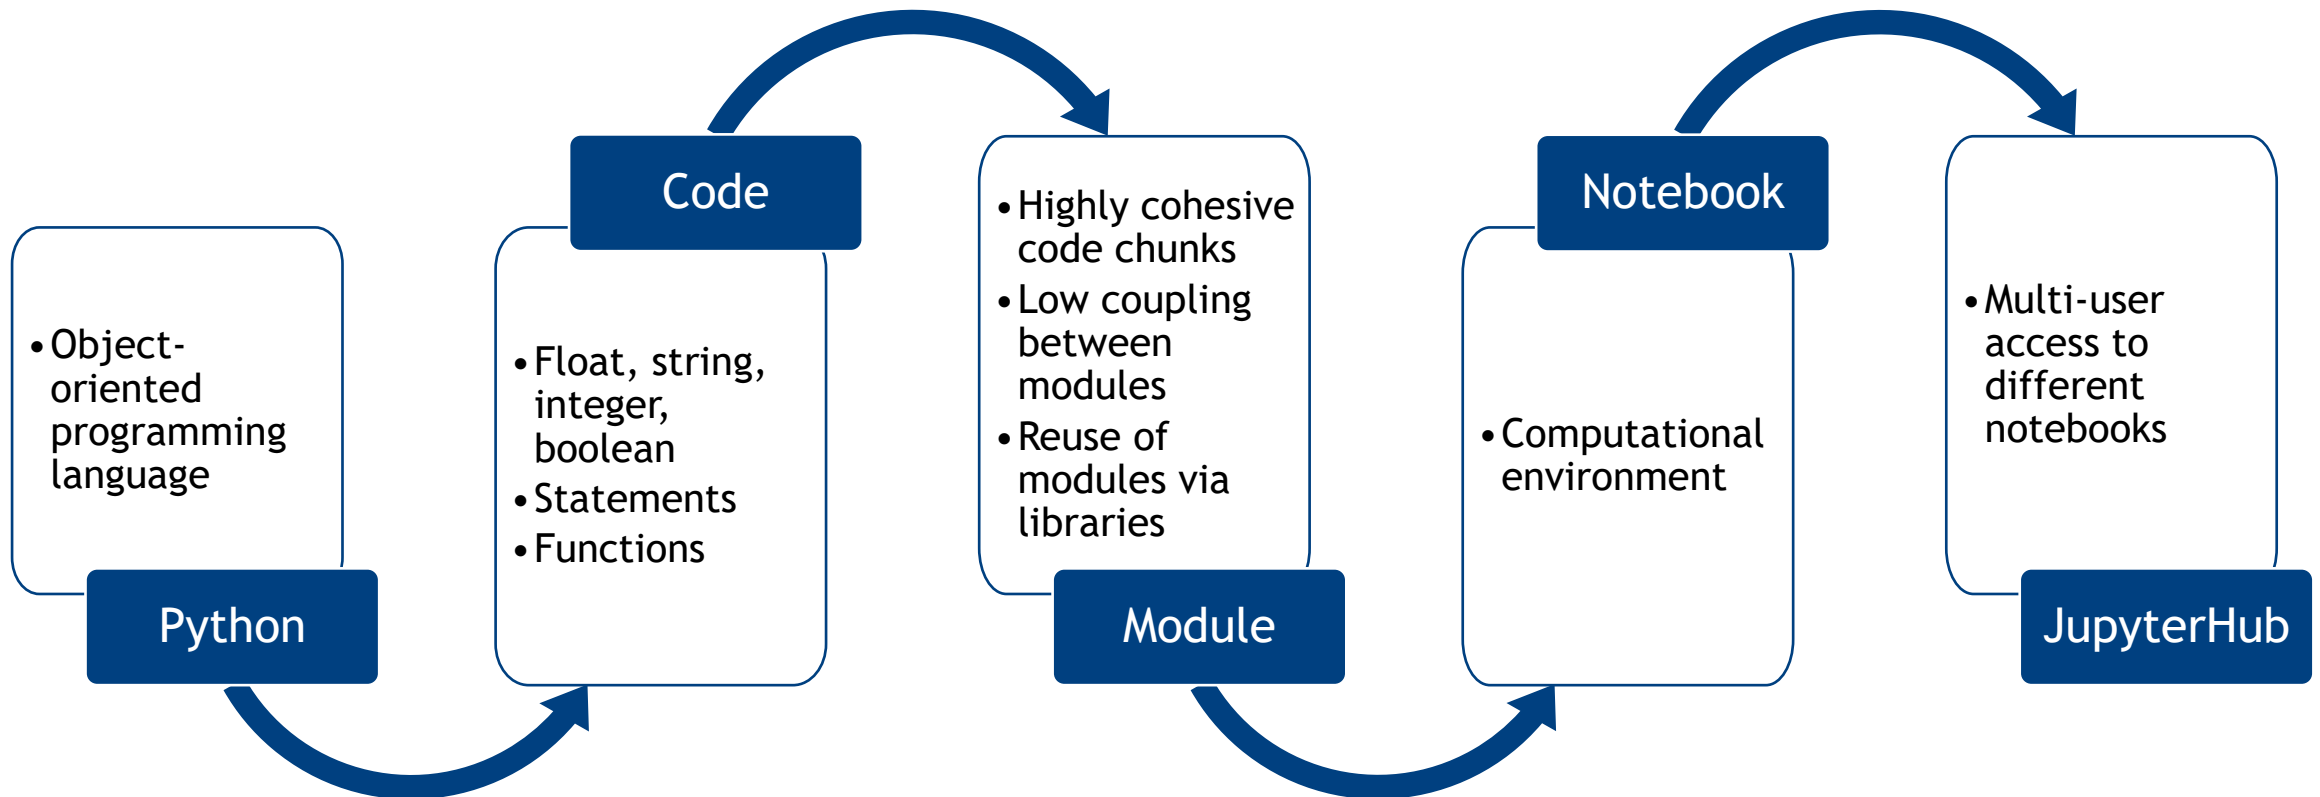 • Object-
oriented
programming
language
Python
Code
• Float, string,
integer,
boolean
• Statements
• Functions
• Highly cohesive
code chunks
• Low coupling
between
modules
• Reuse of
modules via
libraries
Module
Notebook
• Computational
environment
• Multi-user
access to
different
notebooks
JupyterHub